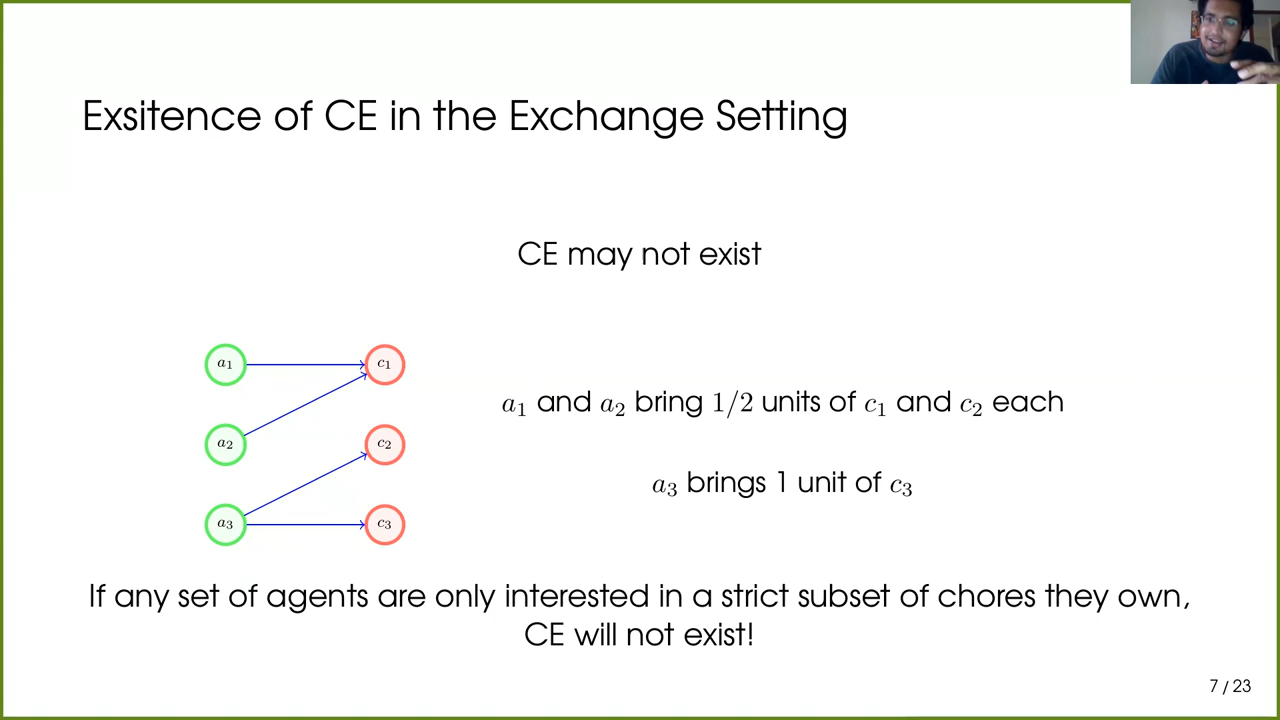 Exsitence of CE in the Exchange Setting
CE may not exist
a₁
c₁
a₂
c₂
a₃
c₃
a₁ and a₂ bring 1/2 units of c₁ and c₂ each
a₃ brings 1 unit of c₃
If any set of agents are only interested in a strict subset of chores they own,
CE will not exist!
7 / 23